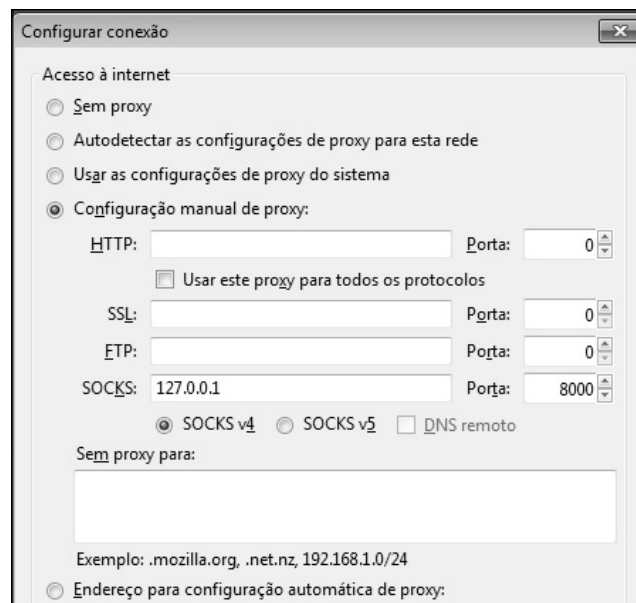 Configurar conexão
Acesso à internet
Sem proxy
Autodetectar as configurações de proxy para esta rede
Usar as configurações de proxy do sistema
Configuração manual de proxy:
HTTP: Porta: 0
Usar este proxy para todos os protocolos
SSL: Porta: 0
FTP: Porta: 0
SOCKS: 127.0.0.1 Porta: 8000
SOCKS v4 SOCKS v5 DNS remoto
Sem proxy para:
Exemplo: .mozilla.org, .net.nz, 192.168.1.0/24
Endereço para configuração automática de proxy: